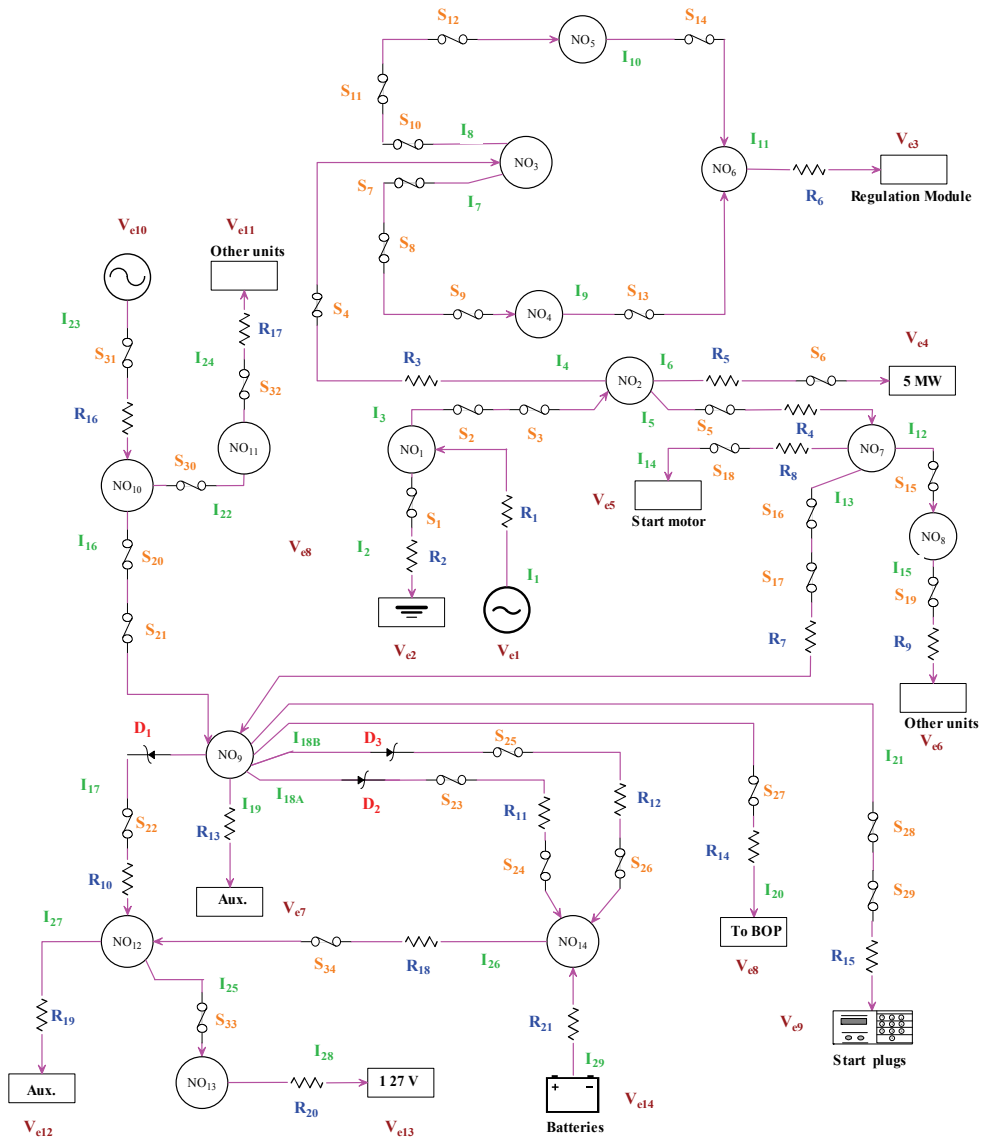 S12
S14
NO5
I10
S11
S10
I8
I11
Ve3
NO3
NO6
S7
R6
Regulation Module
I7
Ve10
Ve11
Other units
S8
S9
I9
S13
S4
NO4
I23
R17
S31
I24
Ve4
R3
I4
I6
R5
S6
S32
NO2
5 MW
R16
I3
I5
S5
R4
I12
S2
S3
NO11
NO1
NO7
S30
I14
S18
R8
S15
NO10
I22
Ve5
Start motor
I13
S16
S1
R1
I16
Ve8
I2
R2
NO8
S20
S17
I15
I1
S19
S21
R7
R9
Ve2
Ve1
Other units
D1
I18B
D3
S25
Ve6
NO9
I21
I17
I18A
D2
S23
S27
I19
R11
R12
S22
R13
S28
R14
R10
S24
S26
S29
Aux.
I20
I27
Ve7
To BOP
NO12
NO14
S34
R18
I26
Ve8
R15
I25
R19
S33
R21
Ve9
I28
I29
Start plugs
NO13
Aux.
1 27 V
+ −
R20
Ve14
Ve12
Ve13
Batteries